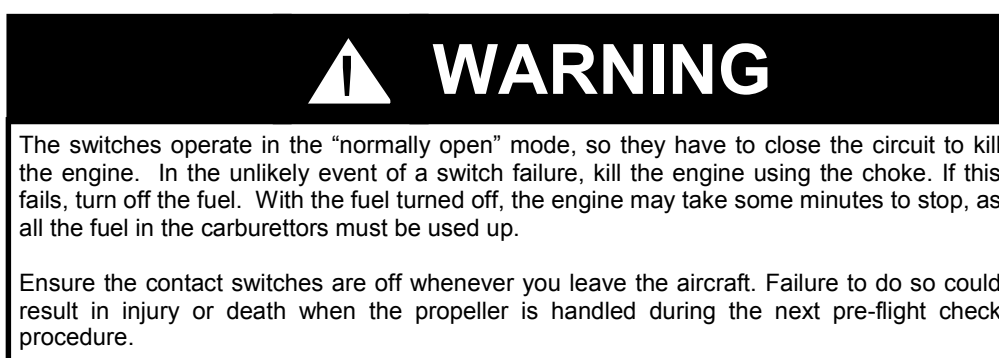 WARNING
The switches operate in the “normally open” mode, so they have to close the circuit to kill
the engine.  In the unlikely event of a switch failure, kill the engine using the choke. If this
fails, turn off the fuel.  With the fuel turned off, the engine may take some minutes to stop, as
all the fuel in the carburettors must be used up.
Ensure the contact switches are off whenever you leave the aircraft. Failure to do so could
result in injury or death when the propeller is handled during the next pre-flight check
procedure.